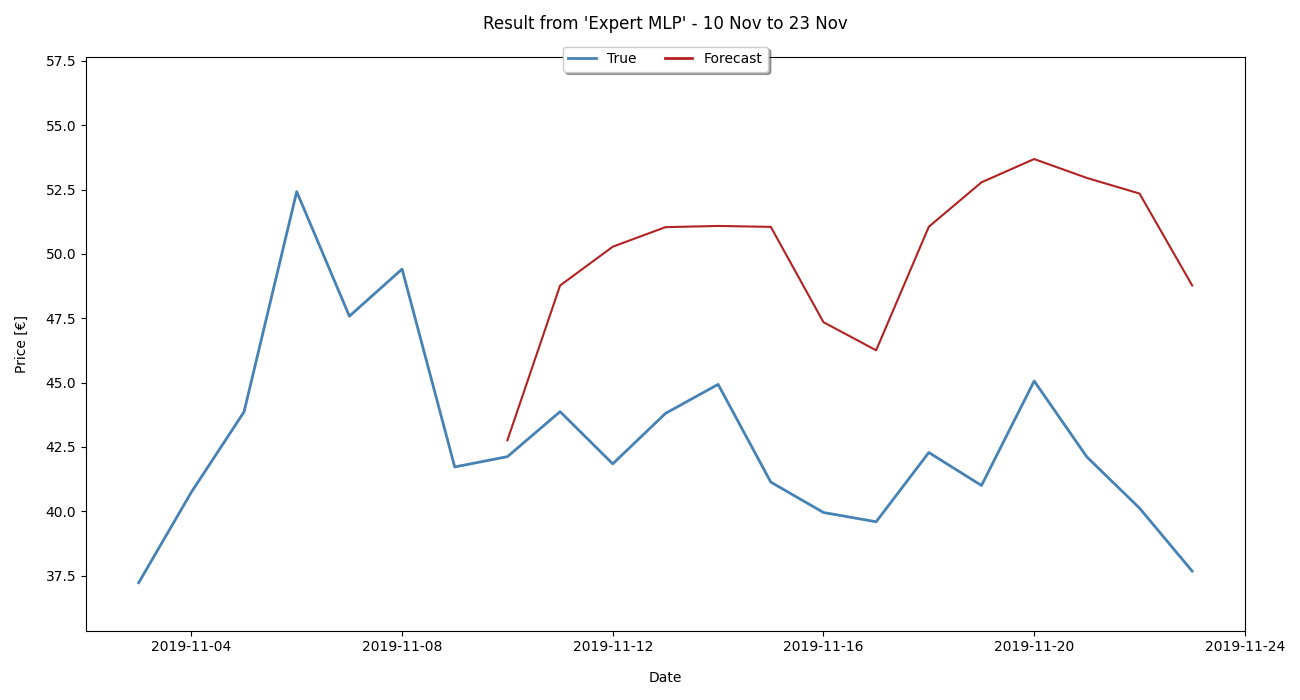 Result from 'Expert MLP' - 10 Nov to 23 Nov
True Forecast
57.5
55.0
52.5
50.0
47.5
45.0
42.5
40.0
37.5
Price [€]
2019-11-04 2019-11-08 2019-11-12 2019-11-16 2019-11-20 2019-11-24
Date